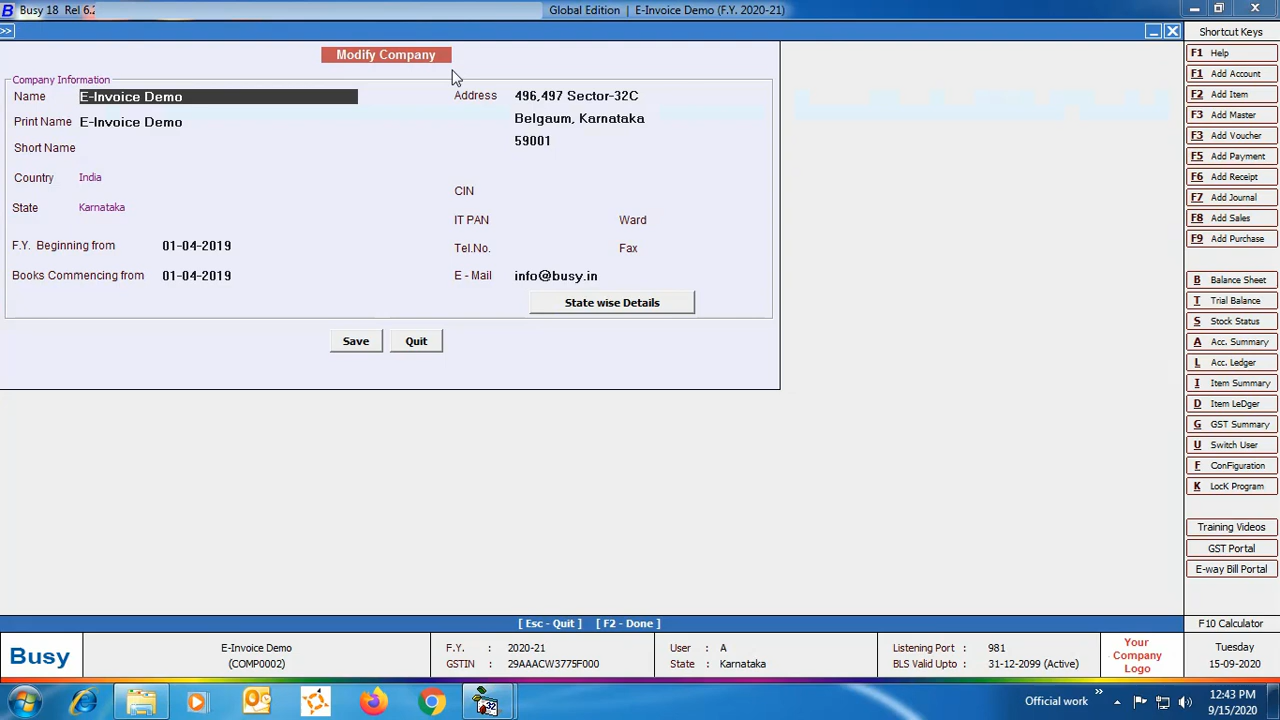 Busy 18 Rel 6.2
Global Edition | E-Invoice Demo (F.Y. 2020-21)
>>
Modify Company
Company Information
Name E-Invoice Demo
Print Name E-Invoice Demo
Short Name
Country India
State Karnataka
F.Y. Beginning from 01-04-2019
Books Commencing from 01-04-2019
Address 496,497 Sector-32C
Belgaum, Karnataka
59001
CIN
IT PAN Ward
Tel.No. Fax
E - Mail info@busy.in
State wise Details
Save Quit
Shortcut Keys
F1 Help
F1 Add Account
F2 Add Item
F3 Add Master
F3 Add Voucher
F5 Add Payment
F6 Add Receipt
F7 Add Journal
F8 Add Sales
F9 Add Purchase
B Balance Sheet
T Trial Balance
S Stock Status
A Acc. Summary
L Acc. Ledger
I Item Summary
D Item LeDger
G GST Summary
U Switch User
F ConFiguration
K LocK Program
Training Videos
GST Portal
E-way Bill Portal
[ Esc - Quit ] [ F2 - Done ]
F10 Calculator
Busy
E-Invoice Demo
(COMP0002)
F.Y. : 2020-21
GSTIN : 29AAACW3775F000
User : A
State : Karnataka
Listening Port : 981
BLS Valid Upto : 31-12-2099 (Active)
Your
Company
Logo
Tuesday
15-09-2020
32
Official work »
12:43 PM
9/15/2020